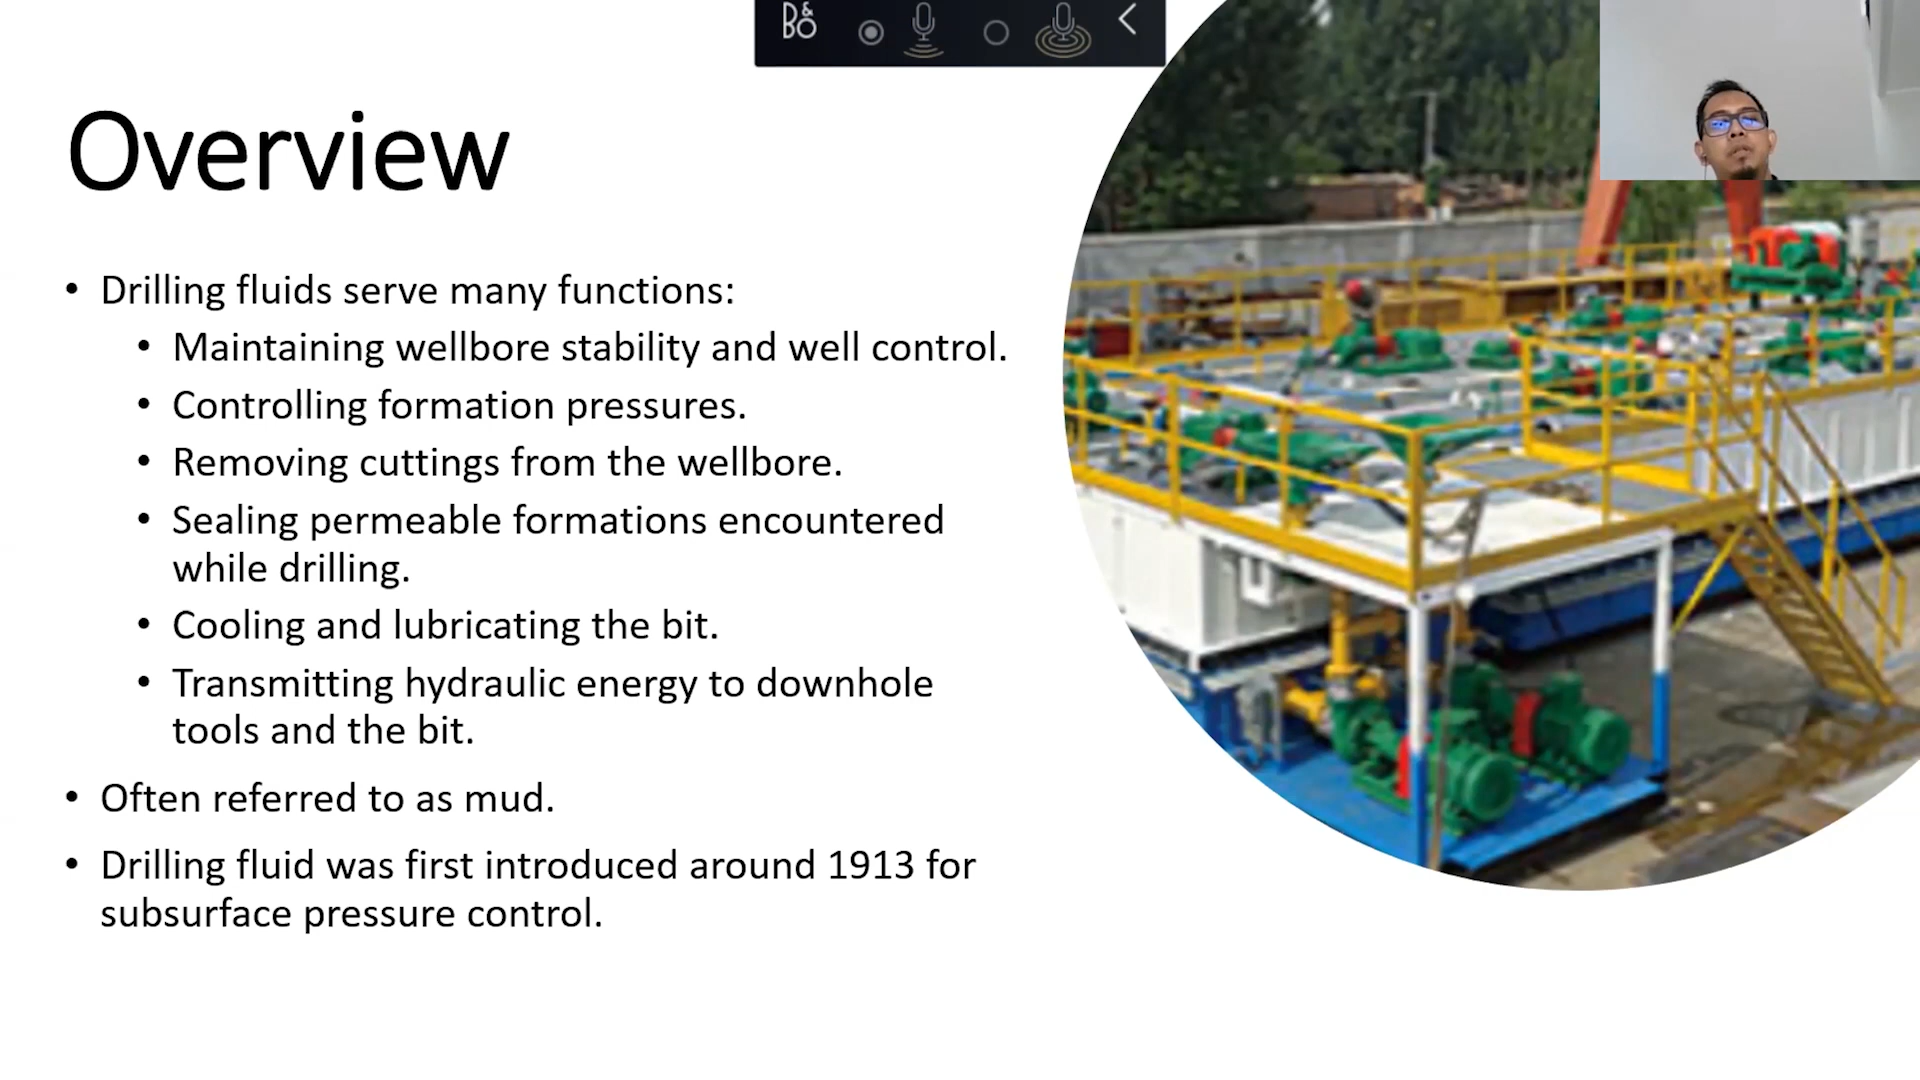 B&O
Overview
• Drilling fluids serve many functions:
• Maintaining wellbore stability and well control.
• Controlling formation pressures.
• Removing cuttings from the wellbore.
• Sealing permeable formations encountered
while drilling.
• Cooling and lubricating the bit.
• Transmitting hydraulic energy to downhole
tools and the bit.
• Often referred to as mud.
• Drilling fluid was first introduced around 1913 for
subsurface pressure control.